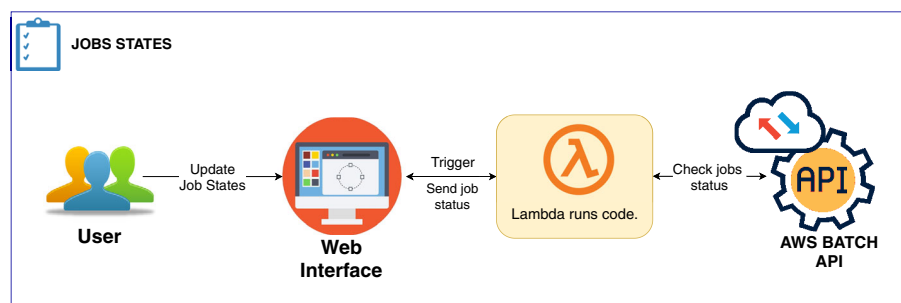 JOBS STATES
User
Update
Job States
Web
Interface
Trigger
Send job
status
Lambda runs code.
Check jobs
status
API
AWS BATCH
API